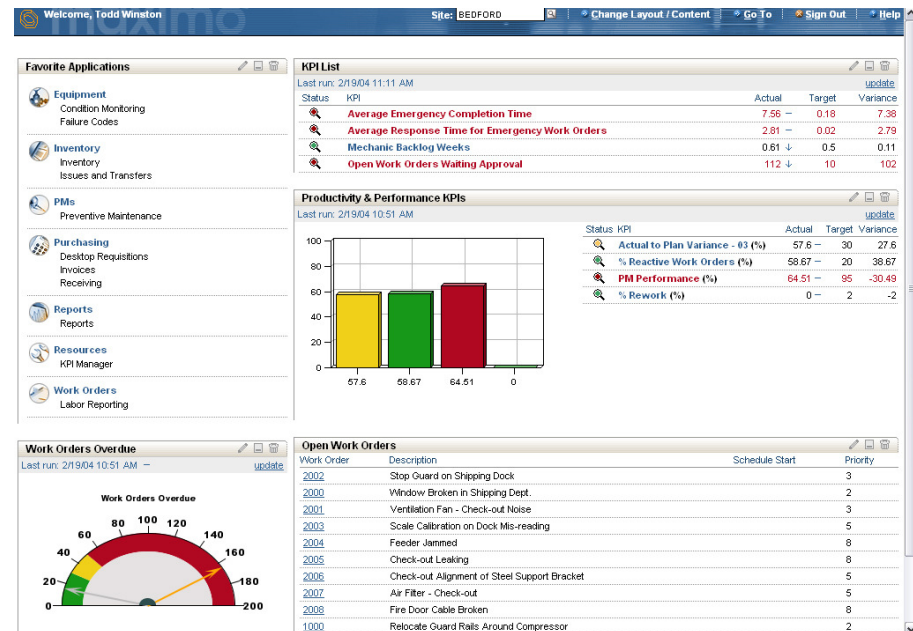 Welcome, Todd Winston
maximo
Site: BEDFORD
Change Layout / Content
Go To
Sign Out
Help
Favorite Applications
Equipment
Condition Monitoring
Failure Codes
Inventory
Inventory
Issues and Transfers
PMs
Preventive Maintenance
Purchasing
Desktop Requisitions
Invoices
Receiving
Reports
Reports
Resources
KPI Manager
Work Orders
Labor Reporting
KPI List
Last run: 2/19/04 11:11 AM update
Status KPI Actual Target Variance
Average Emergency Completion Time 7.56 – 0.18 7.38
Average Response Time for Emergency Work Orders 2.81 – 0.02 2.79
Mechanic Backlog Weeks 0.61 ↓ 0.5 0.11
Open Work Orders Waiting Approval 112 ↓ 10 102
Productivity & Performance KPIs
Last run: 2/19/04 10:51 AM update
100
80
60
40
20
0
57.6 58.67 64.51 0
Status KPI Actual Target Variance
Actual to Plan Variance - 03 (%) 57.6 – 30 27.6
% Reactive Work Orders (%) 58.67 – 20 38.67
PM Performance (%) 64.51 – 95 -30.49
% Rework (%) 0 – 2 -2
Work Orders Overdue
Last run: 2/19/04 10:51 AM – update
Work Orders Overdue
0 20 40 60 80 100 120 140 160 180 200
Open Work Orders
Work Order Description Schedule Start Priority
2002 Stop Guard on Shipping Dock 3
2000 Window Broken in Shipping Dept. 2
2001 Ventilation Fan - Check-out Noise 3
2003 Scale Calibration on Dock Mis-reading 5
2004 Feeder Jammed 8
2005 Check-out Leaking 8
2006 Check-out Alignment of Steel Support Bracket 5
2007 Air Filter - Check-out 5
2008 Fire Door Cable Broken 8
1000 Relocate Guard Rails Around Compressor 2